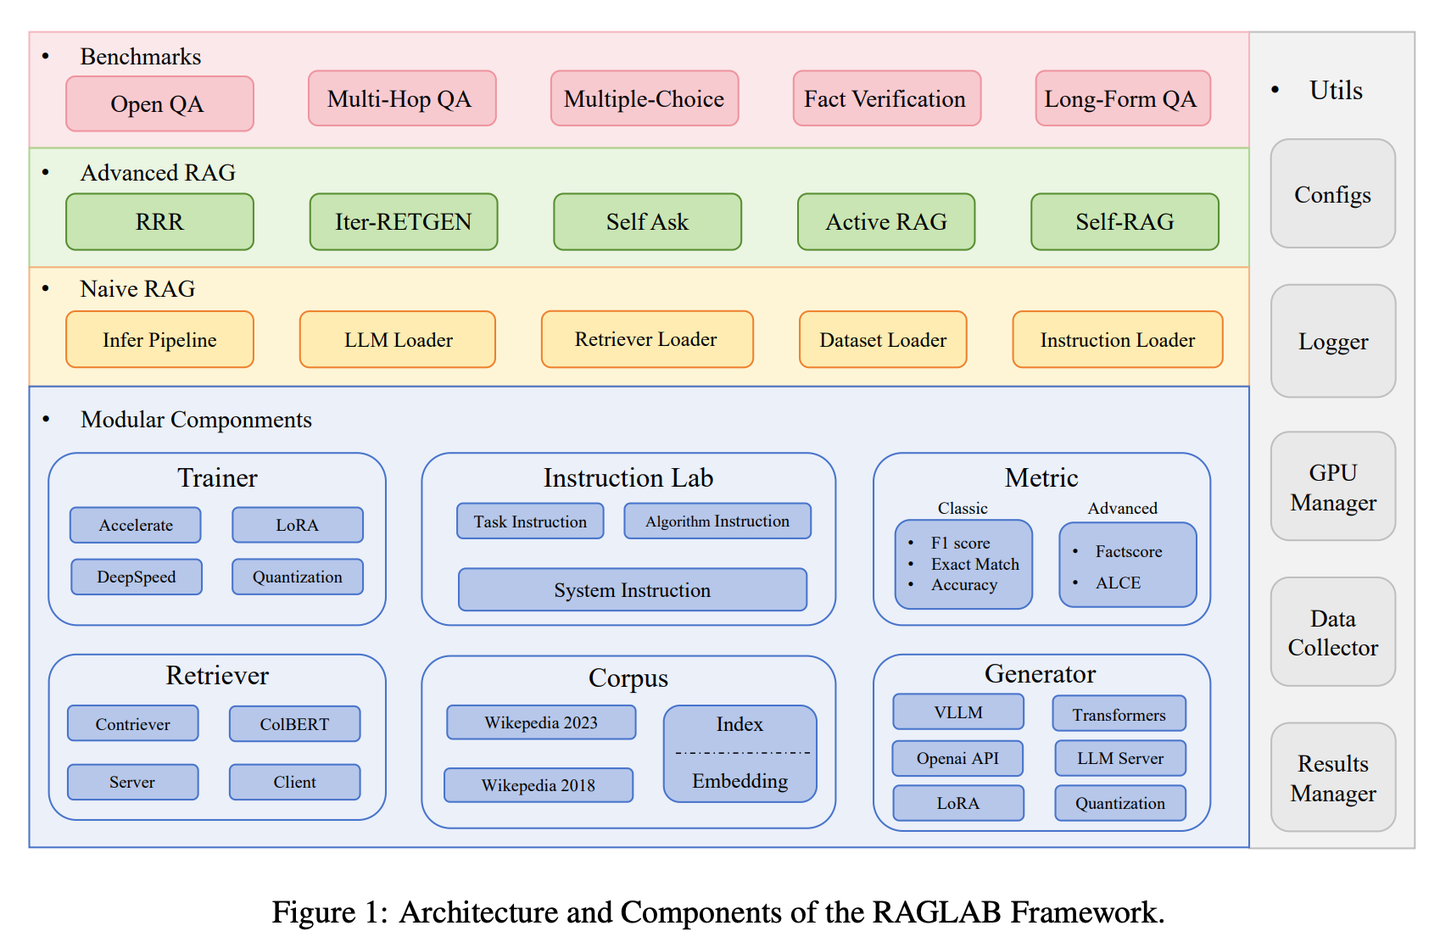 • Benchmarks
Open QA
Multi-Hop QA
Multiple-Choice
Fact Verification
Long-Form QA
• Advanced RAG
RRR
Iter-RETGEN
Self Ask
Active RAG
Self-RAG
• Naive RAG
Infer Pipeline
LLM Loader
Retriever Loader
Dataset Loader
Instruction Loader
• Modular Componments
Trainer
Accelerate
LoRA
DeepSpeed
Quantization
Instruction Lab
Task Instruction
Algorithm Instruction
System Instruction
Metric
Classic
• F1 score
• Exact Match
• Accuracy
Advanced
• Factscore
• ALCE
Retriever
Contriever
ColBERT
Server
Client
Corpus
Wikepedia 2023
Wikepedia 2018
Index
Embedding
Generator
VLLM
Transformers
Openai API
LLM Server
LoRA
Quantization
• Utils
Configs
Logger
GPU
Manager
Data
Collector
Results
Manager
Figure 1: Architecture and Components of the RAGLAB Framework.